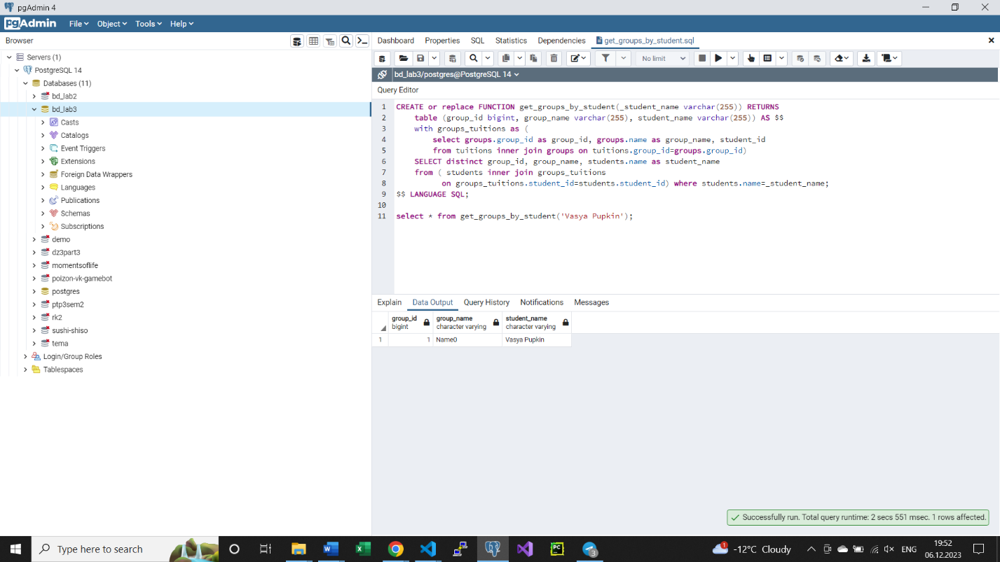 pgAdmin 4
pgAdmin File Object Tools Help
Browser
Dashboard Properties SQL Statistics Dependencies get_groups_by_student.sql
Servers (1)
PostgreSQL 14
Databases (11)
bd_lab2
bd_lab3
Casts
Catalogs
Event Triggers
Extensions
Foreign Data Wrappers
Languages
Publications
Schemas
Subscriptions
demo
dz3part3
momentsoflife
poizon-vk-gamebot
postgres
ptp3sem2
rk2
sushi-shiso
tema
Login/Group Roles
Tablespaces
No limit
bd_lab3/postgres@PostgreSQL 14
Query Editor
1 CREATE or replace FUNCTION get_groups_by_student(_student_name varchar(255)) RETURNS
2 table (group_id bigint, group_name varchar(255), student_name varchar(255)) AS $$
3 with groups_tuitions as (
4 select groups.group_id as group_id, groups.name as group_name, student_id
5 from tuitions inner join groups on tuitions.group_id=groups.group_id)
6 SELECT distinct group_id, group_name, students.name as student_name
7 from ( students inner join groups_tuitions
8 on groups_tuitions.student_id=students.student_id) where students.name=_student_name;
9 $$ LANGUAGE SQL;
10
11 select * from get_groups_by_student('Vasya Pupkin');
Explain Data Output Query History Notifications Messages
group_id group_name student_name
bigint character varying character varying
1 1 Name0 Vasya Pupkin
Successfully run. Total query runtime: 2 secs 551 msec. 1 rows affected.
Type here to search
W
X
PC
3
1
-12°C Cloudy
ENG
19:52
06.12.2023